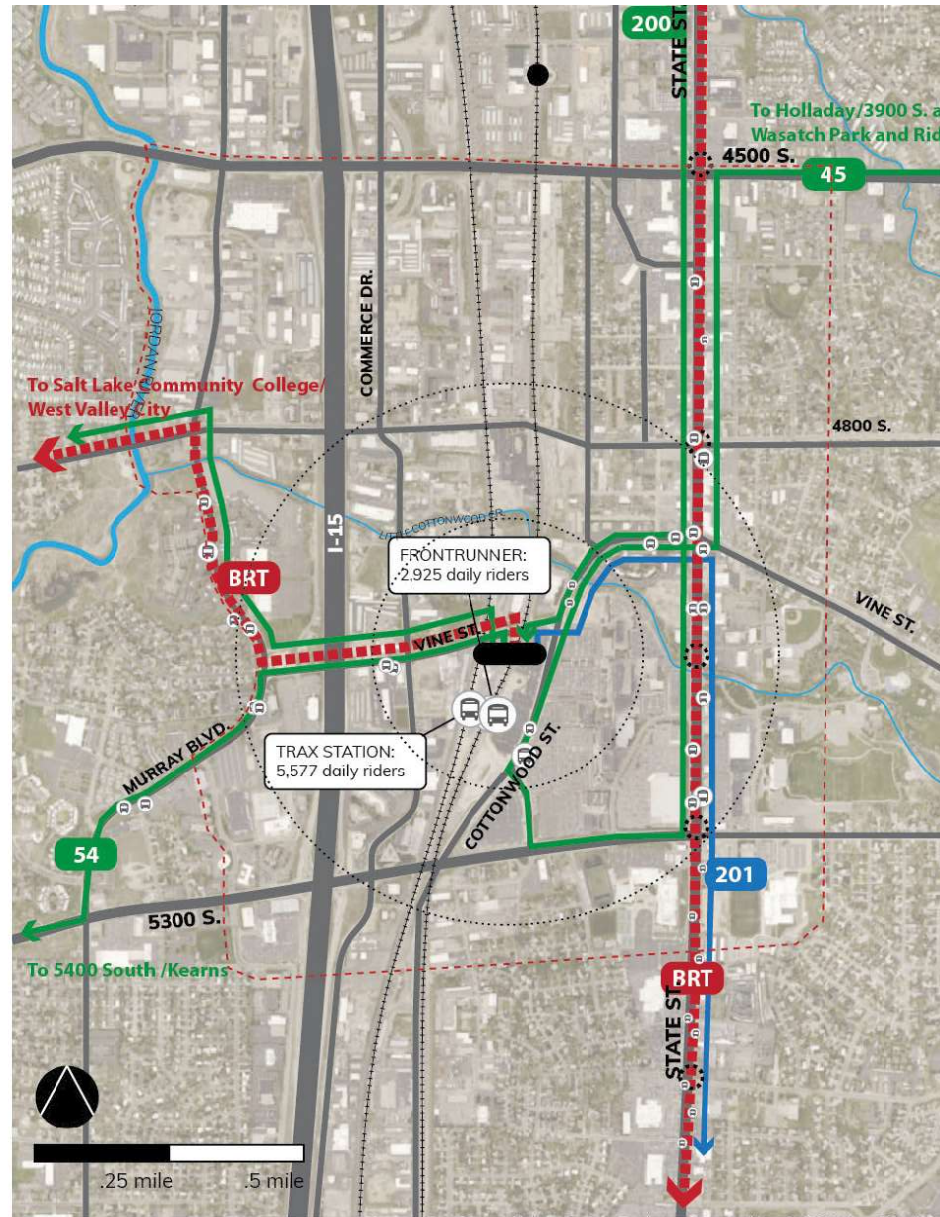 200
STATE ST.
To Holladay/3900 S. a
Wasatch Park and Rid
4500 S.
45
COMMERCE DR.
JORDAN RIVER
To Salt Lake Community College/
West Valley City
4800 S.
I-15
LITTLE COTTONWOOD CR.
FRONTRUNNER:
2,925 daily riders
BRT
VINE ST.
VINE ST.
MURRAY BLVD.
TRAX STATION:
5,577 daily riders
COTTONWOOD ST.
54
201
5300 S.
To 5400 South /Kearns
BRT
STATE ST.
.25 mile
.5 mile